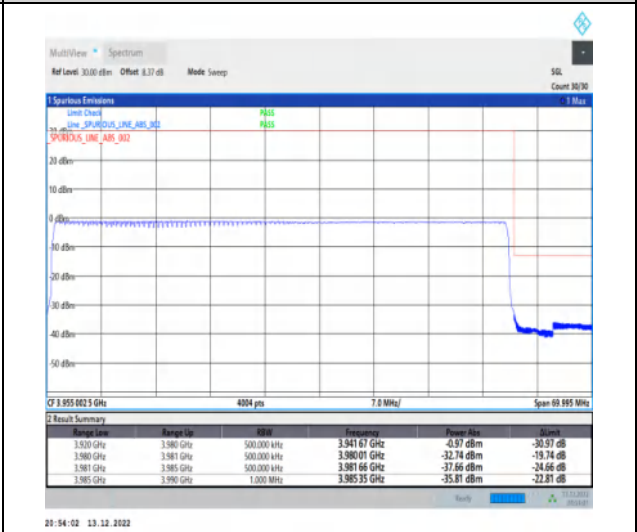 MultiView Spectrum
Ref Level 30.00 dBm Offset 8.37 dB Mode Sweep SGL
Count 30/30
1 Spurious Emissions 1 Max
Limit Check PASS
Line _SPURIOUS_LINE_ABS_002 PASS
30 dBm
_SPURIOUS_LINE_ABS_002
20 dBm
10 dBm
0 dBm
-10 dBm
-20 dBm
-30 dBm
-40 dBm
-50 dBm
CF 3.955 002 5 GHz 4004 pts 7.0 MHz/ Span 69.995 MHz
2 Result Summary
Range Low Range Up RBW Frequency Power Abs ΔLimit
3.920 GHz 3.980 GHz 500.000 kHz 3.941 67 GHz -0.97 dBm -30.97 dB
3.980 GHz 3.981 GHz 500.000 kHz 3.980 01 GHz -32.74 dBm -19.74 dB
3.981 GHz 3.985 GHz 500.000 kHz 3.981 66 GHz -37.66 dBm -24.66 dB
3.985 GHz 3.990 GHz 1.000 MHz 3.985 35 GHz -35.81 dBm -22.81 dB
Ready
20:54:02 13.12.2022